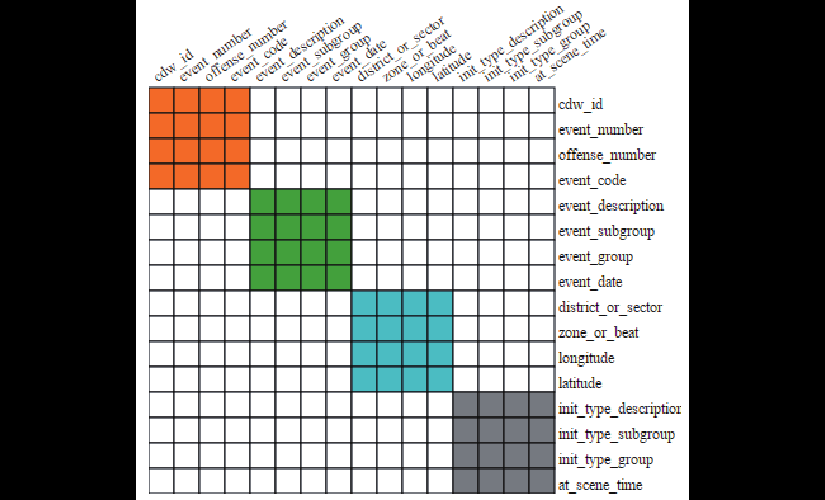 cdw_id
event_number
offense_number
event_code
event_description
event_subgroup
event_group
event_date
district_or_sector
zone_or_beat
longitude
latitude
init_type_description
init_type_subgroup
init_type_group
at_scene_time
cdw_id
event_number
offense_number
event_code
event_description
event_subgroup
event_group
event_date
district_or_sector
zone_or_beat
longitude
latitude
init_type_description
init_type_subgroup
init_type_group
at_scene_time